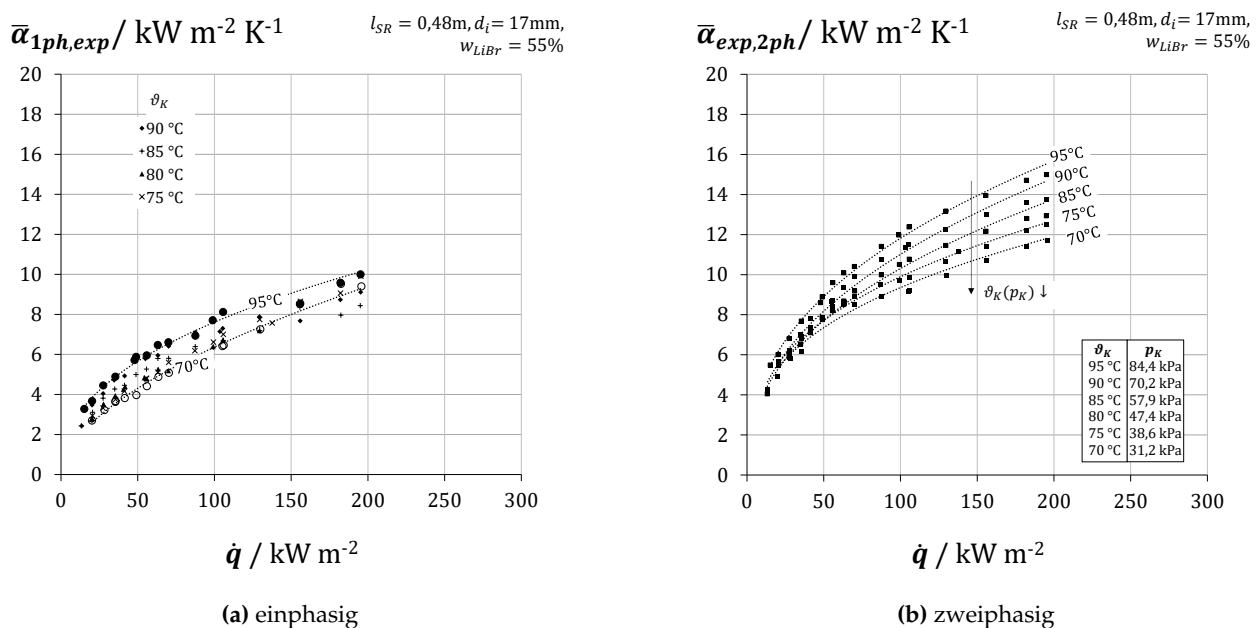 α̅1ph,exp/ kW m-2 K-1
lSR = 0,48m, di= 17mm,
wLiBr = 55%
20
18
16
14
12
10
8
6
4
2
0
ϑK
90 °C
85 °C
80 °C
75 °C
95°C
70°C
0 50 100 150 200 250 300
q̇ / kW m-2
(a) einphasig
α̅exp,2ph/ kW m-2 K-1
lSR = 0,48m, di= 17mm,
wLiBr = 55%
20
18
16
14
12
10
8
6
4
2
0
95°C
90°C
85°C
75°C
70°C
ϑK(pK) ↓
ϑK pK
95 °C 84,4 kPa
90 °C 70,2 kPa
85 °C 57,9 kPa
80 °C 47,4 kPa
75 °C 38,6 kPa
70 °C 31,2 kPa
0 50 100 150 200 250 300
q̇ / kW m-2
(b) zweiphasig